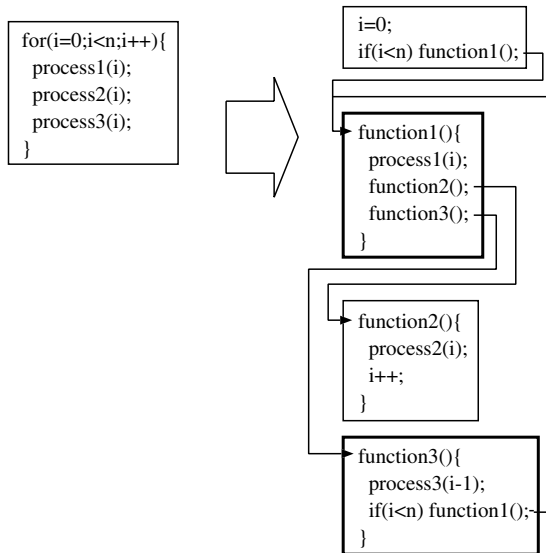 for(i=0;i<n;i++){
process1(i);
process2(i);
process3(i);
}
i=0;
if(i<n) function1();
function1(){
process1(i);
function2();
function3();
}
function2(){
process2(i);
i++;
}
function3(){
process3(i-1);
if(i<n) function1();
}